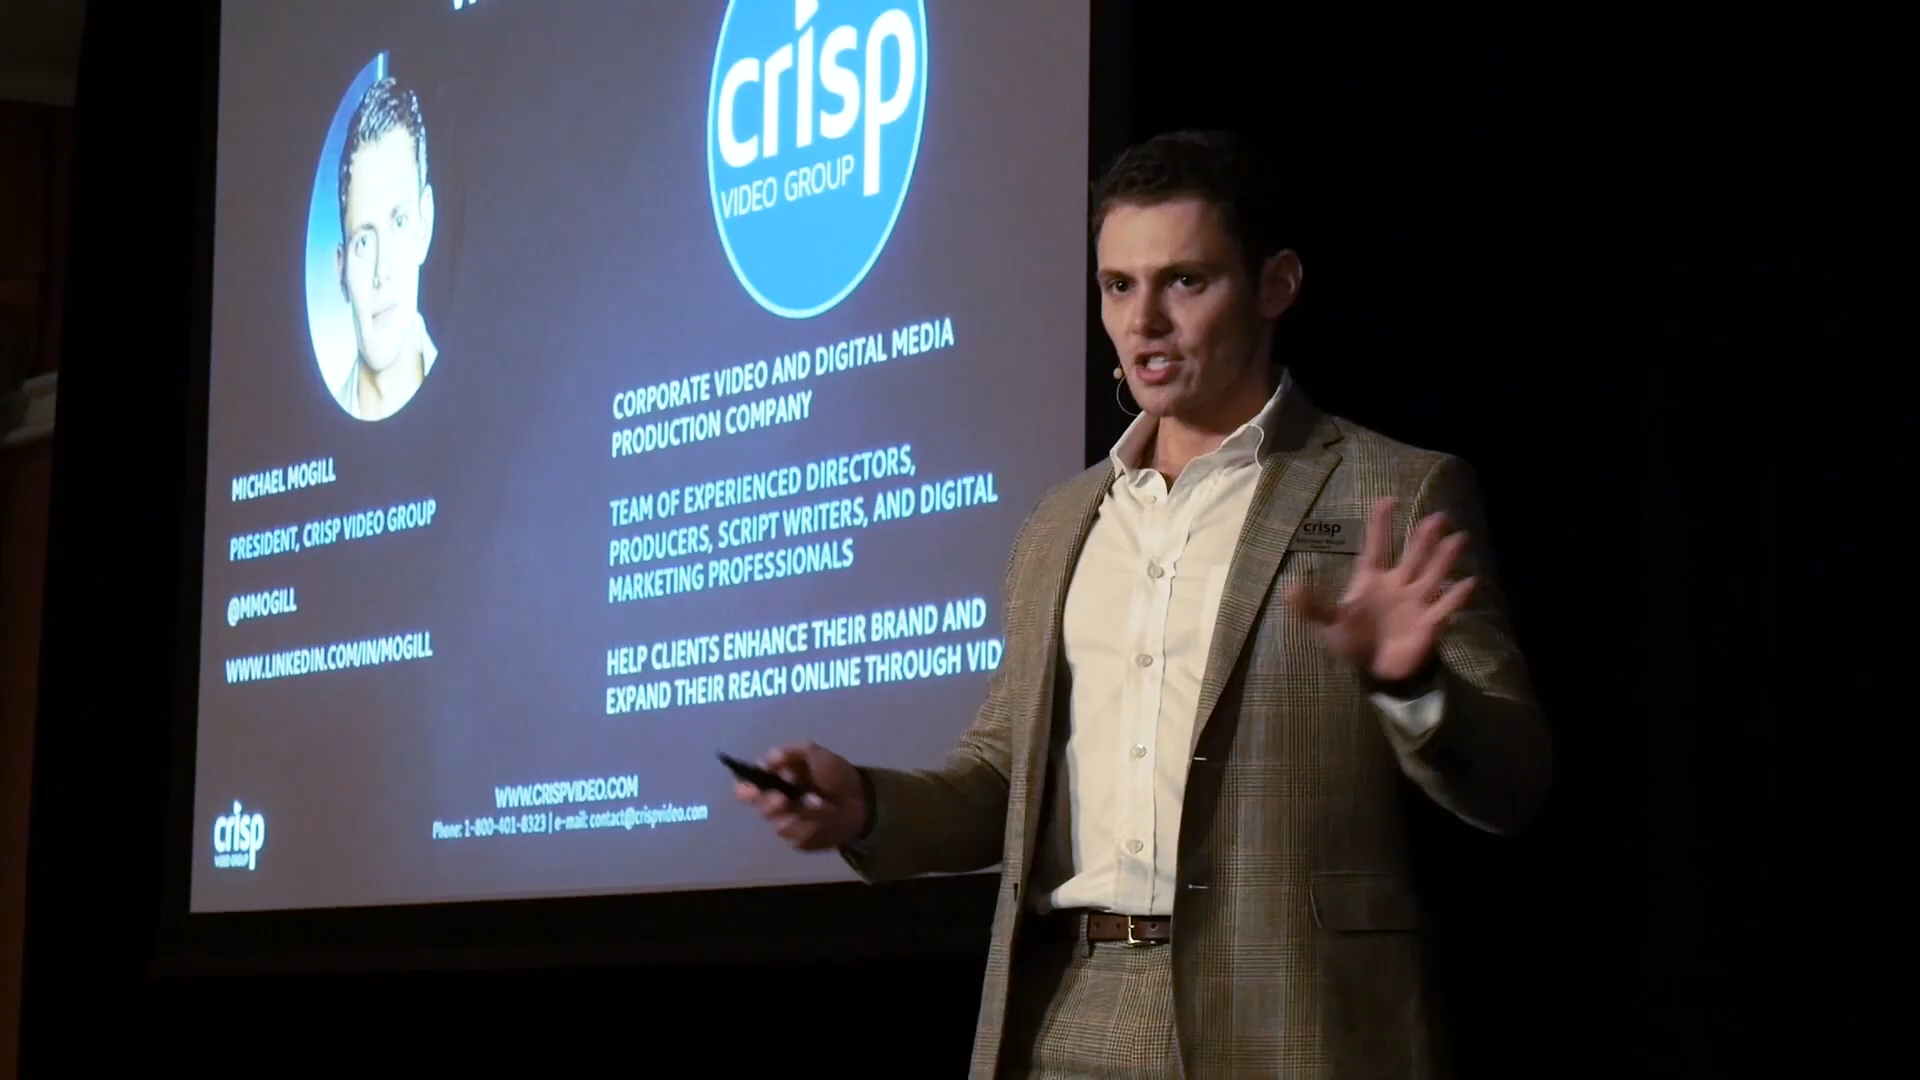 crisp
VIDEO GROUP
MICHAEL MOGILL
PRESIDENT, CRISP VIDEO GROUP
@MMOGILL
WWW.LINKEDIN.COM/IN/MOGILL
CORPORATE VIDEO AND DIGITAL MEDIA
PRODUCTION COMPANY
TEAM OF EXPERIENCED DIRECTORS,
PRODUCERS, SCRIPT WRITERS, AND DIGITAL
MARKETING PROFESSIONALS
HELP CLIENTS ENHANCE THEIR BRAND AND
EXPAND THEIR REACH ONLINE THROUGH VID
WWW.CRISPVIDEO.COM
Phone: 1-800-401-8323 | e-mail: contact@crispvideo.com
crisp
VIDEO GROUP
crisp
Michael Mogill